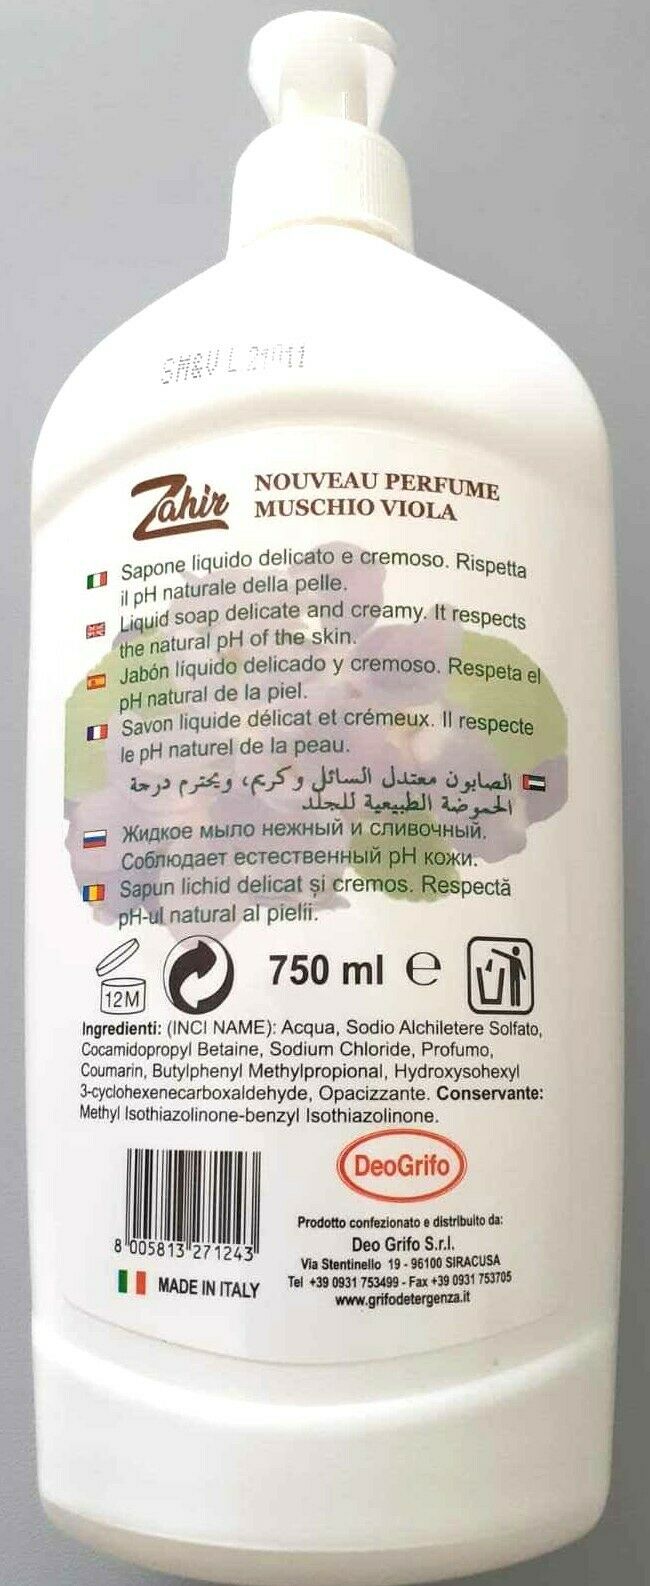 SM&V L 21011
Zahir
NOUVEAU PERFUME
MUSCHIO VIOLA
Sapone liquido delicato e cremoso. Rispetta
il pH naturale della pelle.
Liquid soap delicate and creamy. It respects
the natural pH of the skin.
Jabón líquido delicado y cremoso. Respeta el
pH natural de la piel.
Savon liquide délicat et crémeux. Il respecte
le pH naturel de la peau.
الصابون معتدل السائل و كريم، ويحترم درجة
الحموضة الطبيعية للجلد
Жидкое мыло нежный и сливочный.
Соблюдает естественный pH кожи.
Sapun lichid delicat și cremos. Respectă
pH-ul natural al pielii.
12M
750 ml ℮
Ingredienti: (INCI NAME): Acqua, Sodio Alchiletere Solfato,
Cocamidopropyl Betaine, Sodium Chloride, Profumo,
Coumarin, Butylphenyl Methylpropional, Hydroxysohexyl
3-cyclohexenecarboxaldehyde, Opacizzante. Conservante:
Methyl Isothiazolinone-benzyl Isothiazolinone.
DeoGrifo
8 005813 271243
MADE IN ITALY
Prodotto confezionato e distribuito da:
Deo Grifo S.r.l.
Via Stentinello 19 - 96100 SIRACUSA
Tel +39 0931 753499 - Fax +39 0931 753705
www.grifodetergenza.it